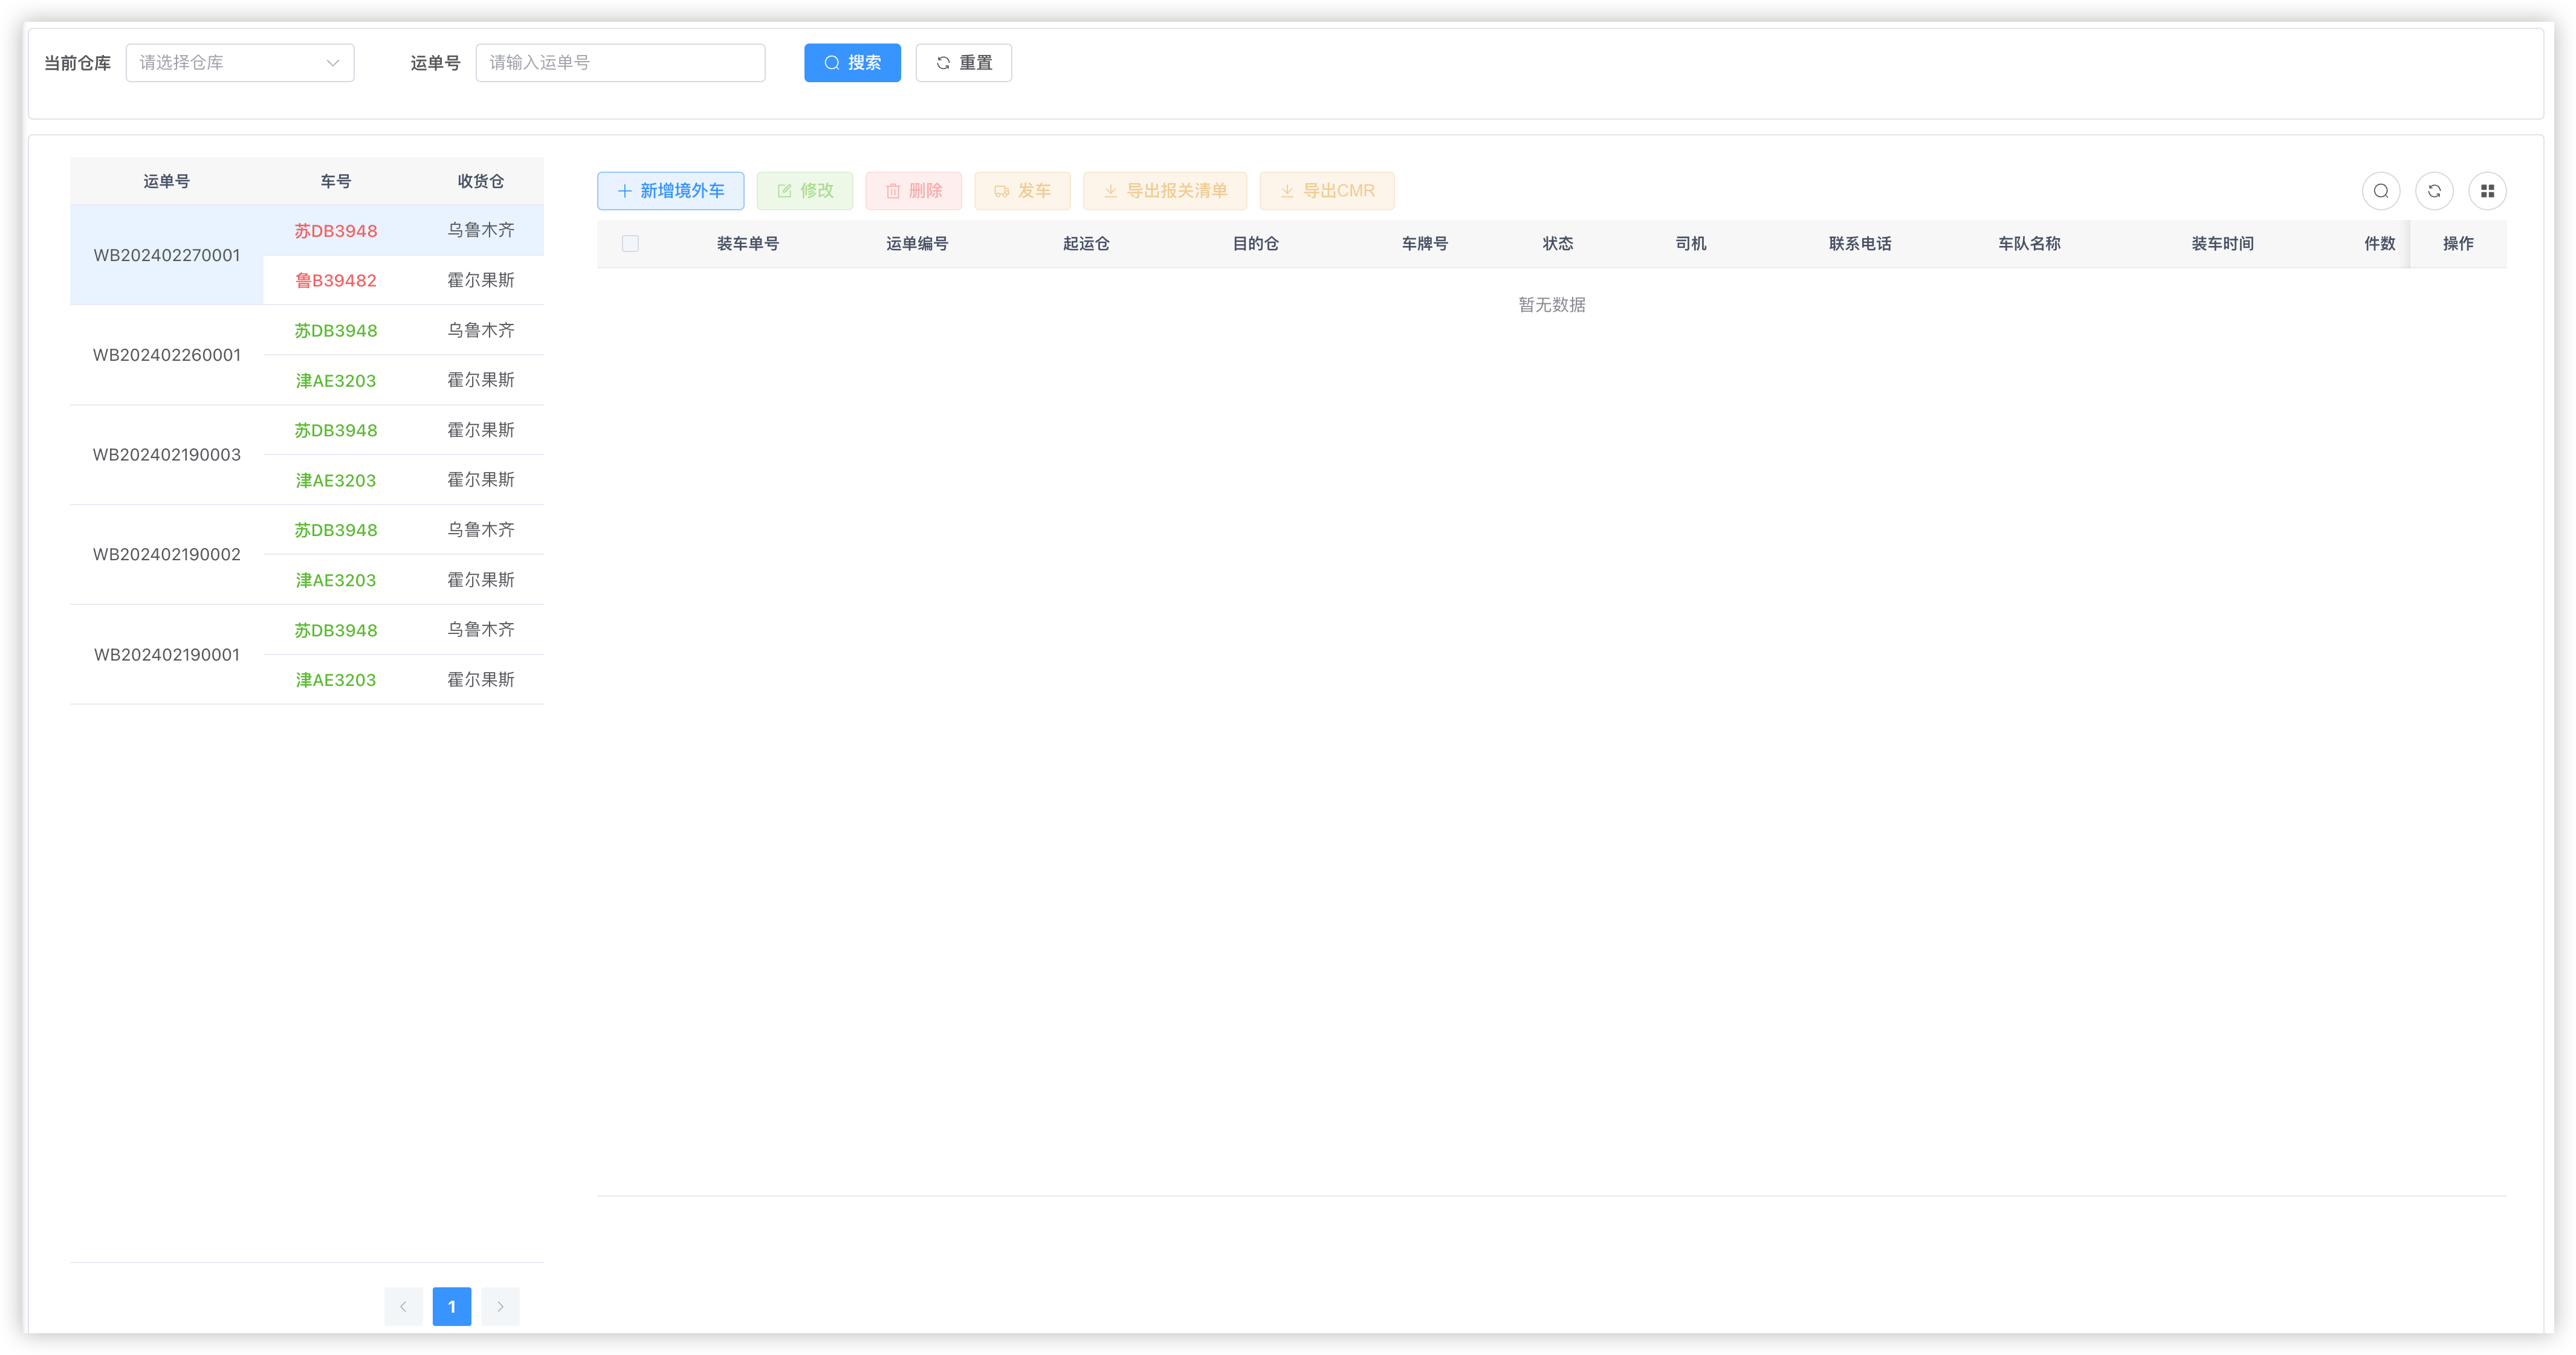 当前仓库 请选择仓库 运单号 请输入运单号 搜索 重置
运单号 车号 收货仓
WB202402270001 苏DB3948 乌鲁木齐
鲁B39482 霍尔果斯
WB202402260001 苏DB3948 乌鲁木齐
津AE3203 霍尔果斯
WB202402190003 苏DB3948 霍尔果斯
津AE3203 霍尔果斯
WB202402190002 苏DB3948 乌鲁木齐
津AE3203 霍尔果斯
WB202402190001 苏DB3948 乌鲁木齐
津AE3203 霍尔果斯
1
新增境外车 修改 删除 发车 导出报关清单 导出CMR
装车单号 运单编号 起运仓 目的仓 车牌号 状态 司机 联系电话 车队名称 装车时间 件数 操作
暂无数据